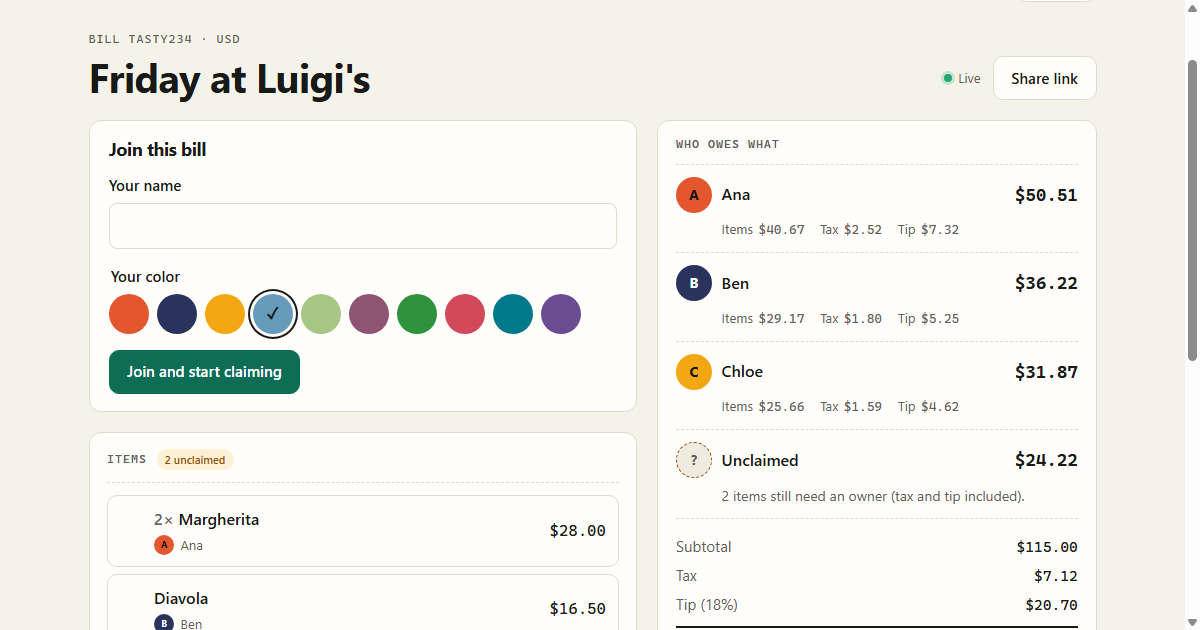 BILL TASTY234 · USD
Friday at Luigi's
Live
Share link
Join this bill
Your name
Your color
✓
Join and start claiming
ITEMS 2 unclaimed
2× Margherita
$28.00
A Ana
Diavola
$16.50
B Ben
WHO OWES WHAT
A Ana $50.51
Items $40.67 Tax $2.52 Tip $7.32
B Ben $36.22
Items $29.17 Tax $1.80 Tip $5.25
C Chloe $31.87
Items $25.66 Tax $1.59 Tip $4.62
? Unclaimed $24.22
2 items still need an owner (tax and tip included).
Subtotal $115.00
Tax $7.12
Tip (18%) $20.70